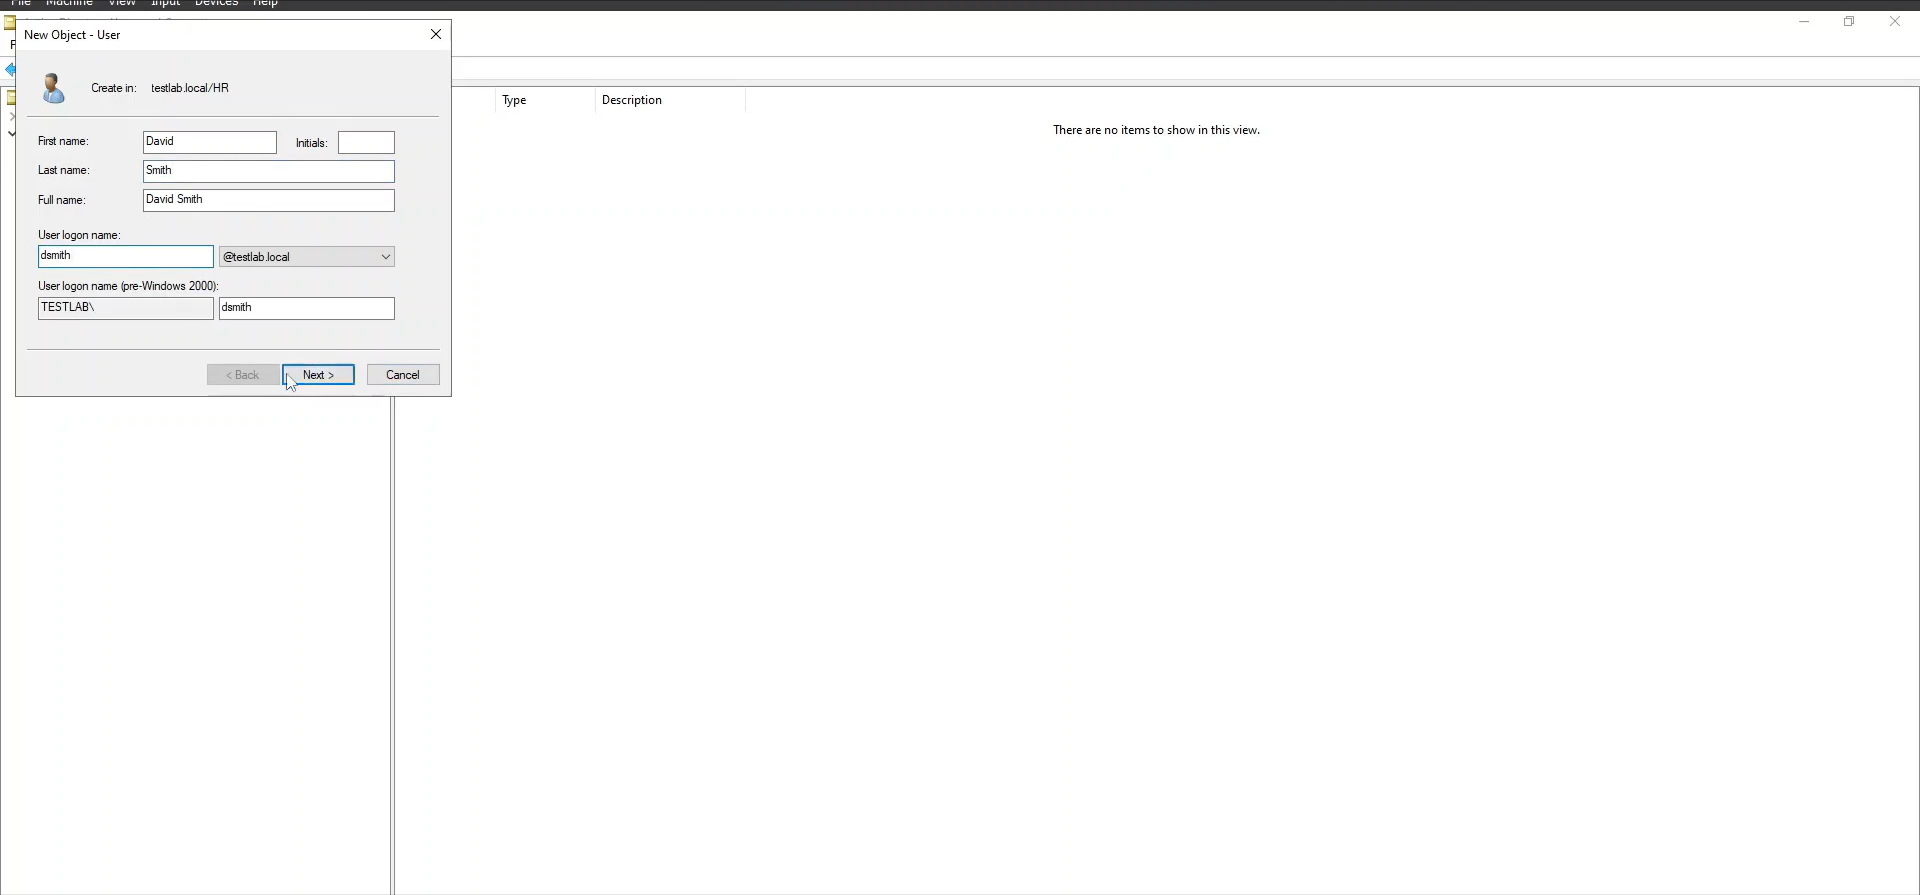 File Machine View Input Devices Help
New Object - User
Create in: testlab.local/HR
Type Description
There are no items to show in this view.
First name: David Initials:
Last name: Smith
Full name: David Smith
User logon name:
dsmith @testlab.local
User logon name (pre-Windows 2000):
TESTLAB\ dsmith
< Back Next > Cancel